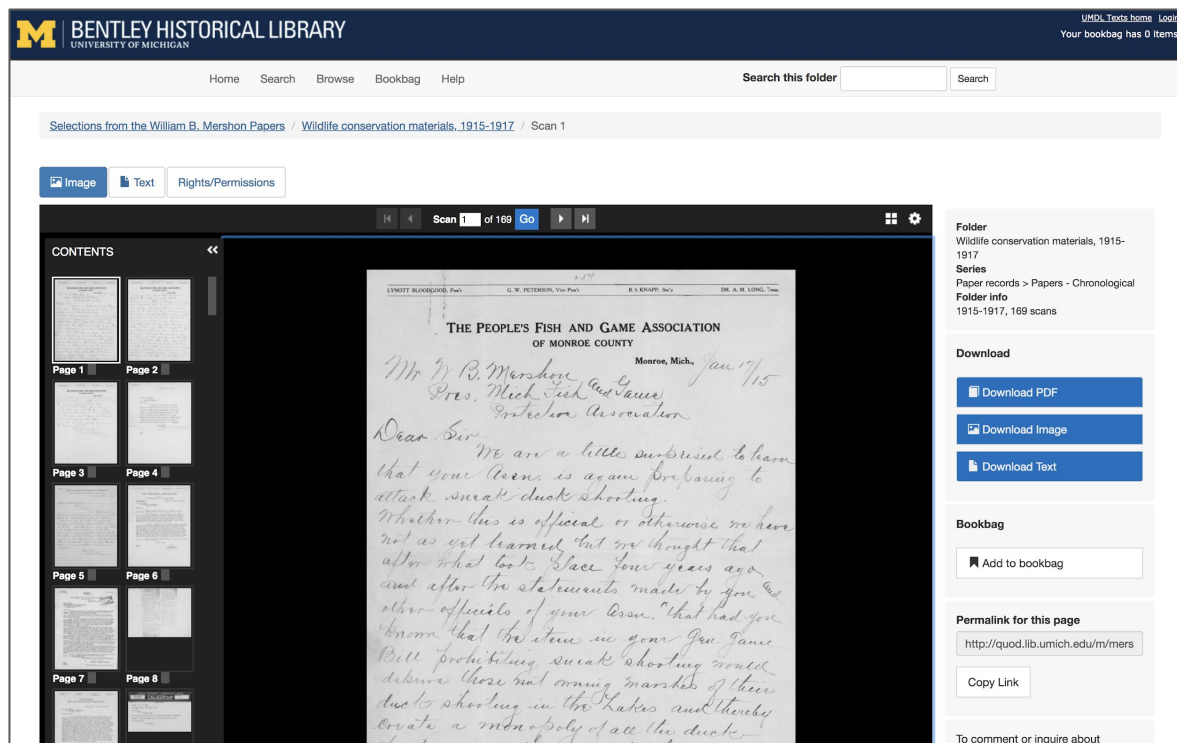 BENTLEY HISTORICAL LIBRARY
UNIVERSITY OF MICHIGAN
UMDL Texts home Login
Your bookbag has 0 items
Home Search Browse Bookbag Help
Search this folder Search
Selections from the William B. Mershon Papers / Wildlife conservation materials, 1915-1917 / Scan 1
Image Text Rights/Permissions
Scan 1 of 169 Go
CONTENTS
Page 1 Page 2
Page 3 Page 4
Page 5 Page 6
Page 7 Page 8
TELEGRAM
LYNOTT BLOODGOOD, Pres't G. W. PETERSON, Vice Pres't B. S. KNAPP, Sec'y DR. A. M. LONG, Treas.
THE PEOPLE'S FISH AND GAME ASSOCIATION
OF MONROE COUNTY
Monroe, Mich., Jan 17/15
Mr W B. Mershon
Pres. Mich Fish and Game
Protective Association
Dear Sir
We are a little surprised to learn
that your Assn. is again preparing to
attack sneak duck shooting.
Whether this is official or otherwise we have
not as yet learned but we thought that
after what took place four years ago
and after the statements made by you and
other officials of your Assn. "that had you
known that the item in your Gen. Game
Bill prohibiting sneak shooting would
deprive those not owning marshes of their
duck shooting in the Lakes and thereby
create a monopoly of all the duck
Folder
Wildlife conservation materials, 1915-
1917
Series
Paper records > Papers - Chronological
Folder info
1915-1917, 169 scans
Download
Download PDF
Download Image
Download Text
Bookbag
Add to bookbag
Permalink for this page
http://quod.lib.umich.edu/m/mers
Copy Link
To comment or inquire about